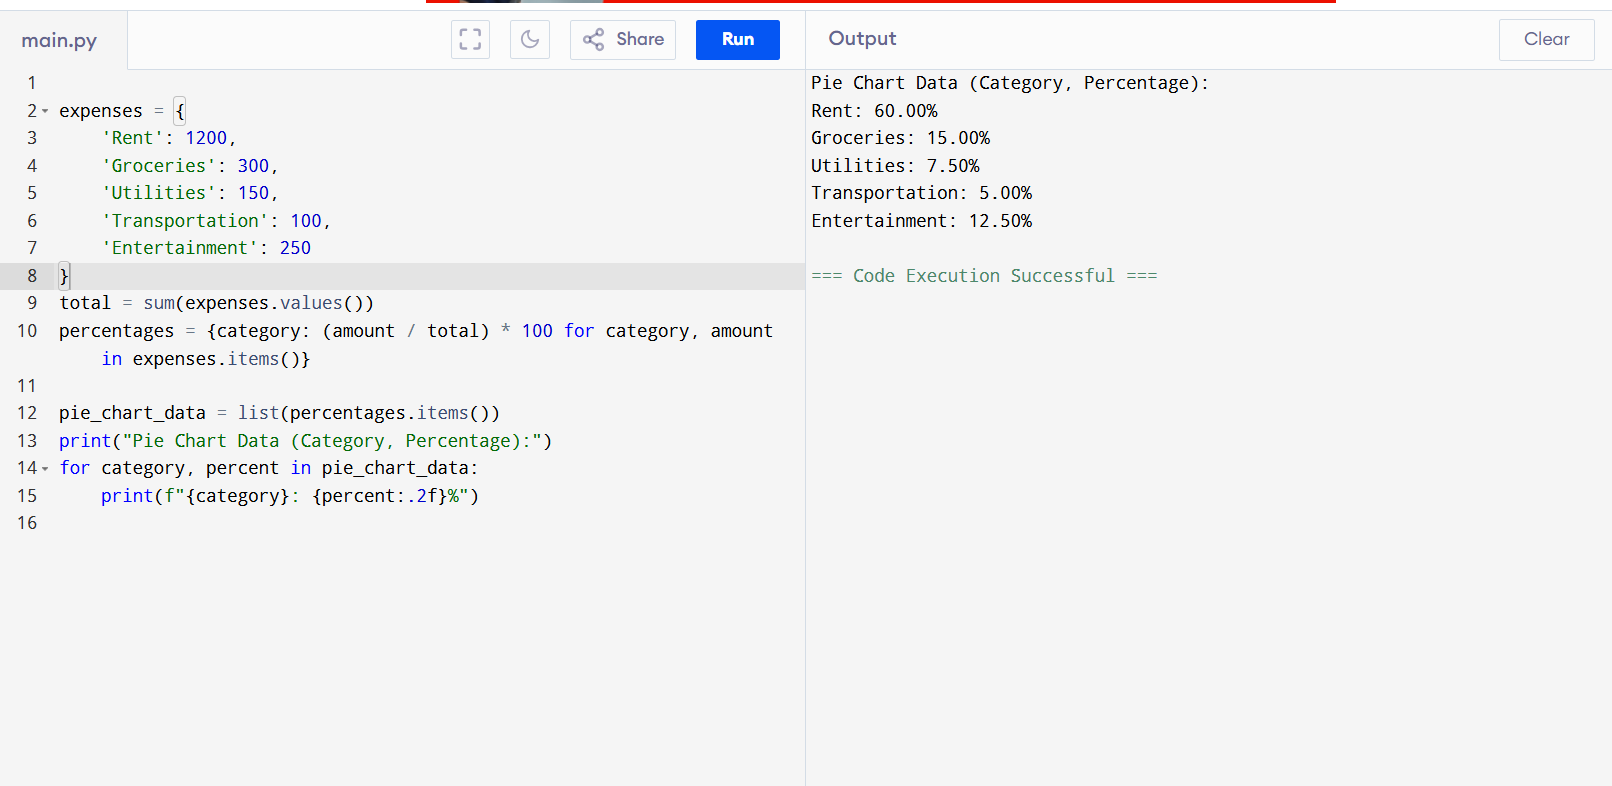 main.py
Share
Run
Output
Clear
1
2 expenses = {
3     'Rent': 1200,
4     'Groceries': 300,
5     'Utilities': 150,
6     'Transportation': 100,
7     'Entertainment': 250
8 }
9 total = sum(expenses.values())
10 percentages = {category: (amount / total) * 100 for category, amount
in expenses.items()}
11
12 pie_chart_data = list(percentages.items())
13 print("Pie Chart Data (Category, Percentage):")
14 for category, percent in pie_chart_data:
15     print(f"{category}: {percent:.2f}%")
16
Pie Chart Data (Category, Percentage):
Rent: 60.00%
Groceries: 15.00%
Utilities: 7.50%
Transportation: 5.00%
Entertainment: 12.50%
=== Code Execution Successful ===